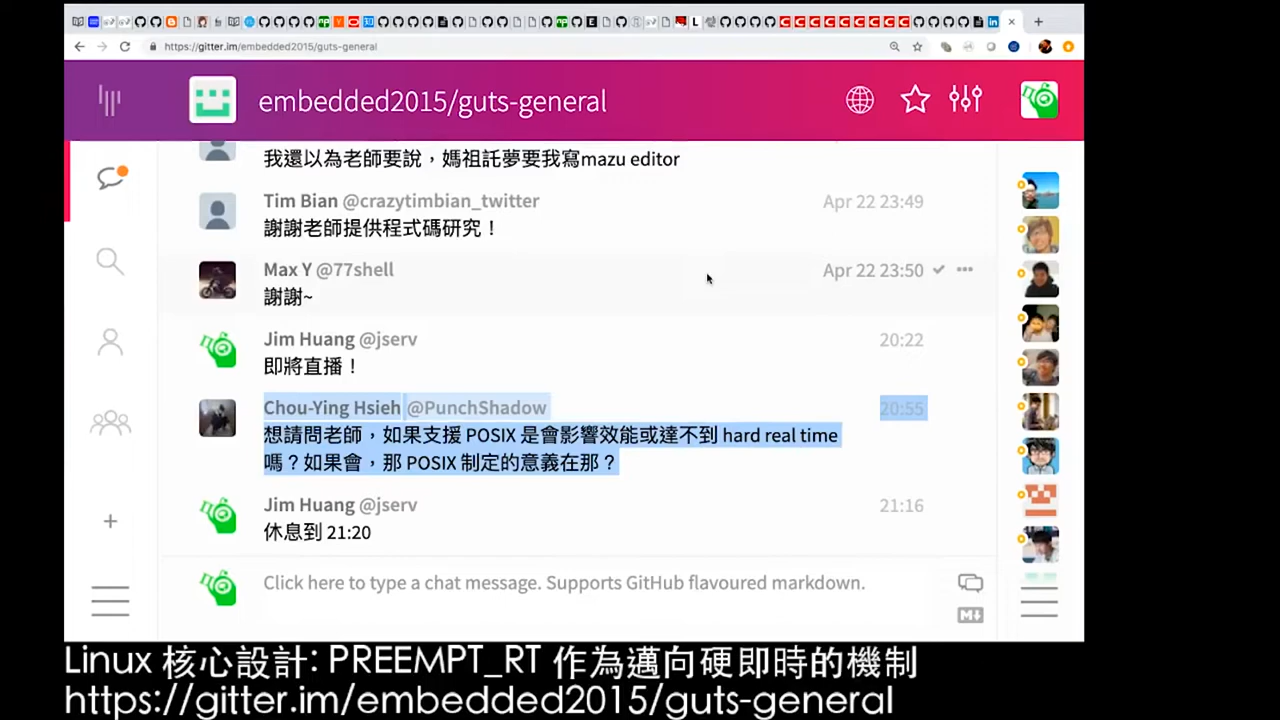 https://gitter.im/embedded2015/guts-general
embedded2015/guts-general
我還以為老師要說，媽祖託夢要我寫mazu editor
Tim Bian @crazytimbian_twitter Apr 22 23:49
謝謝老師提供程式碼研究！
Max Y @77shell Apr 22 23:50
謝謝~
Jim Huang @jserv 20:22
即將直播！
Chou-Ying Hsieh @PunchShadow 20:55
想請問老師，如果支援 POSIX 是會影響效能或達不到 hard real time
嗎？如果會，那 POSIX 制定的意義在那？
Jim Huang @jserv 21:16
休息到 21:20
Click here to type a chat message. Supports GitHub flavoured markdown.
Linux 核心設計: PREEMPT_RT 作為邁向硬即時的機制
https://gitter.im/embedded2015/guts-general